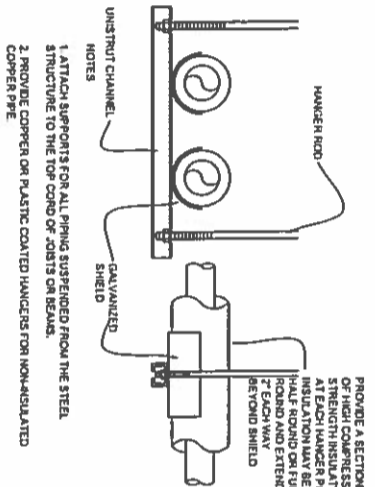 HANGER ROD
PROVIDE A SECTION
OF HIGH COMPRESS
STRENGTH INSULAT
AT EACH HANGER P
INSULATION MAY BE
HALF ROUND OR FU
ROUND AND EXTEND
2" EACH WAY
BEYOND SHIELD
UNISTRUT CHANNEL
GALVANIZED
SHIELD
NOTES
1. ATTACH SUPPORTS FOR ALL PIPING SUSPENDED FROM THE STEEL
STRUCTURE TO THE TOP CORD OF JOISTS OR BEAMS.
2. PROVIDE COPPER OR PLASTIC COATED HANGERS FOR NON-INSULATED
COPPER PIPE.